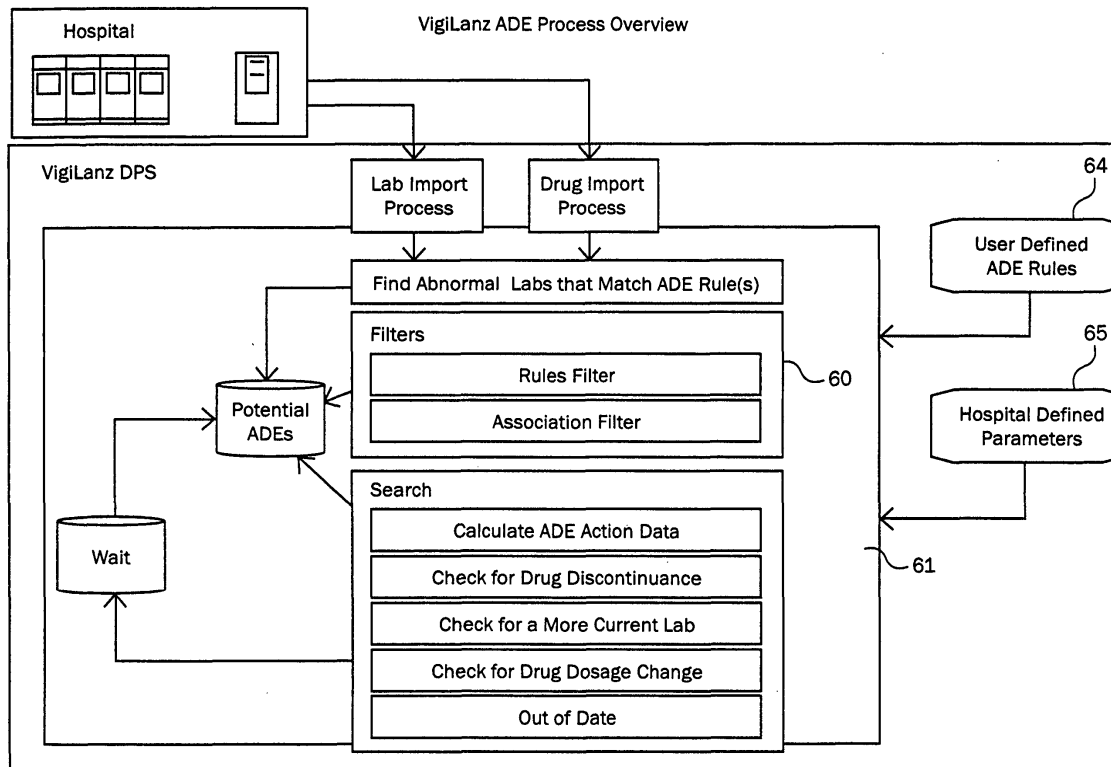 VigiLanz ADE Process Overview
Hospital
VigiLanz DPS
Lab Import
Process
Drug Import
Process
64
User Defined
ADE Rules
Find Abnormal Labs that Match ADE Rule(s)
Filters
Rules Filter
60
Association Filter
65
Hospital Defined
Parameters
Potential
ADEs
Search
Calculate ADE Action Data
Check for Drug Discontinuance
61
Wait
Check for a More Current Lab
Check for Drug Dosage Change
Out of Date